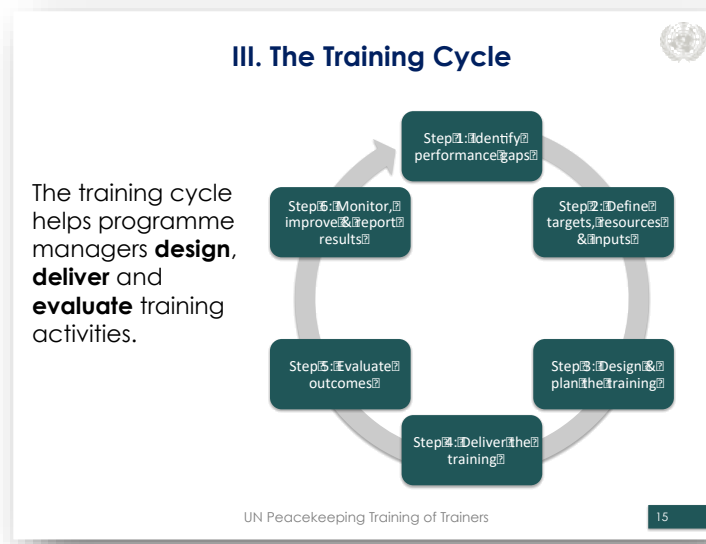 III. The Training Cycle
The training cycle
helps programme
managers design,
deliver and
evaluate training
activities.
Step 1: Identify
performance gaps
Step 2: Define
targets, resources
& inputs
Step 3: Design &
plan the training
Step 4: Deliver the
training
Step 5: Evaluate
outcomes
Step 6: Monitor,
improve & report
results
UN Peacekeeping Training of Trainers
15